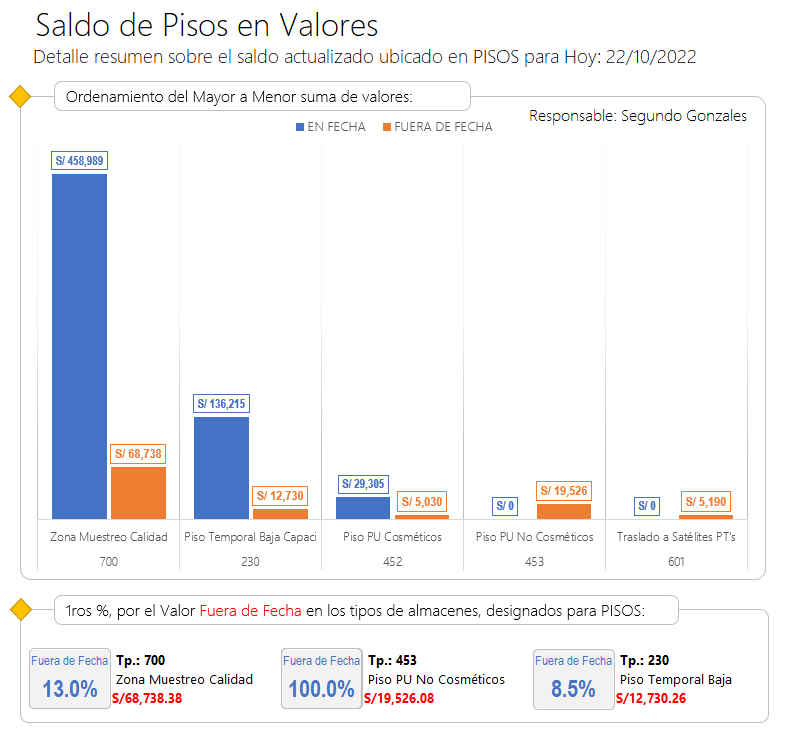 Saldo de Pisos en Valores
Detalle resumen sobre el saldo actualizado ubicado en PISOS para Hoy: 22/10/2022
Ordenamiento del Mayor a Menor suma de valores:
Responsable: Segundo Gonzales
EN FECHA FUERA DE FECHA
S/ 458,989
S/ 68,738
S/ 136,215
S/ 12,730
S/ 29,305
S/ 5,030
S/ 0
S/ 19,526
S/ 0
S/ 5,190
Zona Muestreo Calidad Piso Temporal Baja Capaci Piso PU Cosméticos Piso PU No Cosméticos Traslado a Satélites PT's
700 230 452 453 601
1ros %, por el Valor Fuera de Fecha en los tipos de almacenes, designados para PISOS:
Fuera de Fecha
13.0%
Tp.: 700
Zona Muestreo Calidad
S/68,738.38
Fuera de Fecha
100.0%
Tp.: 453
Piso PU No Cosméticos
S/19,526.08
Fuera de Fecha
8.5%
Tp.: 230
Piso Temporal Baja
S/12,730.26